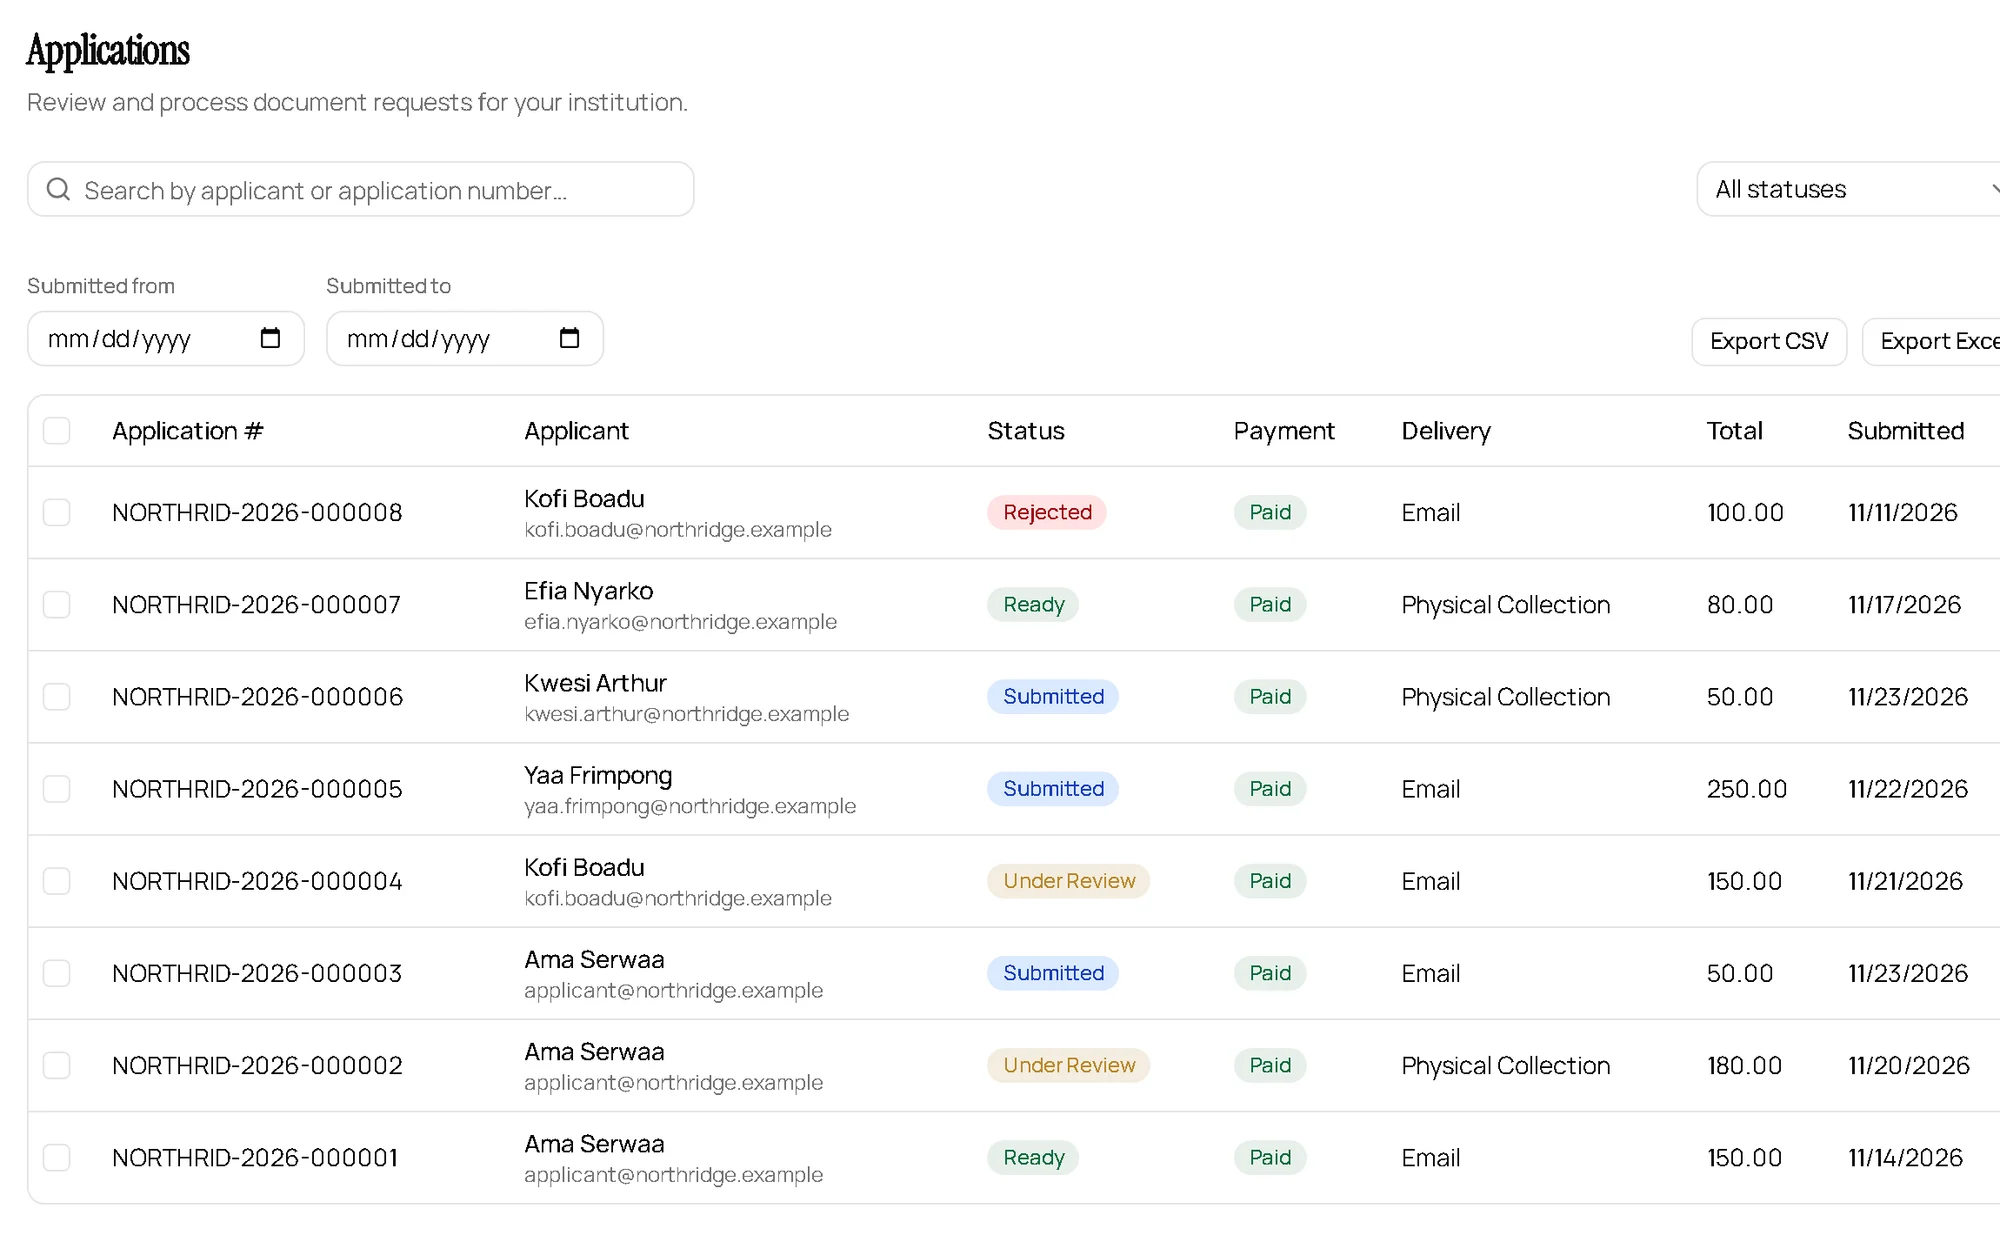 Applications
Review and process document requests for your institution.
Search by applicant or application number...
All statuses
Submitted from
Submitted to
mm/dd/yyyy
mm/dd/yyyy
Export CSV
Export Exce
Application #
Applicant
Status
Payment
Delivery
Total
Submitted
NORTHRID-2026-000008
Kofi Boadu
kofi.boadu@northridge.example
Rejected
Paid
Email
100.00
11/11/2026
NORTHRID-2026-000007
Efia Nyarko
efia.nyarko@northridge.example
Ready
Paid
Physical Collection
80.00
11/17/2026
NORTHRID-2026-000006
Kwesi Arthur
kwesi.arthur@northridge.example
Submitted
Paid
Physical Collection
50.00
11/23/2026
NORTHRID-2026-000005
Yaa Frimpong
yaa.frimpong@northridge.example
Submitted
Paid
Email
250.00
11/22/2026
NORTHRID-2026-000004
Kofi Boadu
kofi.boadu@northridge.example
Under Review
Paid
Email
150.00
11/21/2026
NORTHRID-2026-000003
Ama Serwaa
applicant@northridge.example
Submitted
Paid
Email
50.00
11/23/2026
NORTHRID-2026-000002
Ama Serwaa
applicant@northridge.example
Under Review
Paid
Physical Collection
180.00
11/20/2026
NORTHRID-2026-000001
Ama Serwaa
applicant@northridge.example
Ready
Paid
Email
150.00
11/14/2026